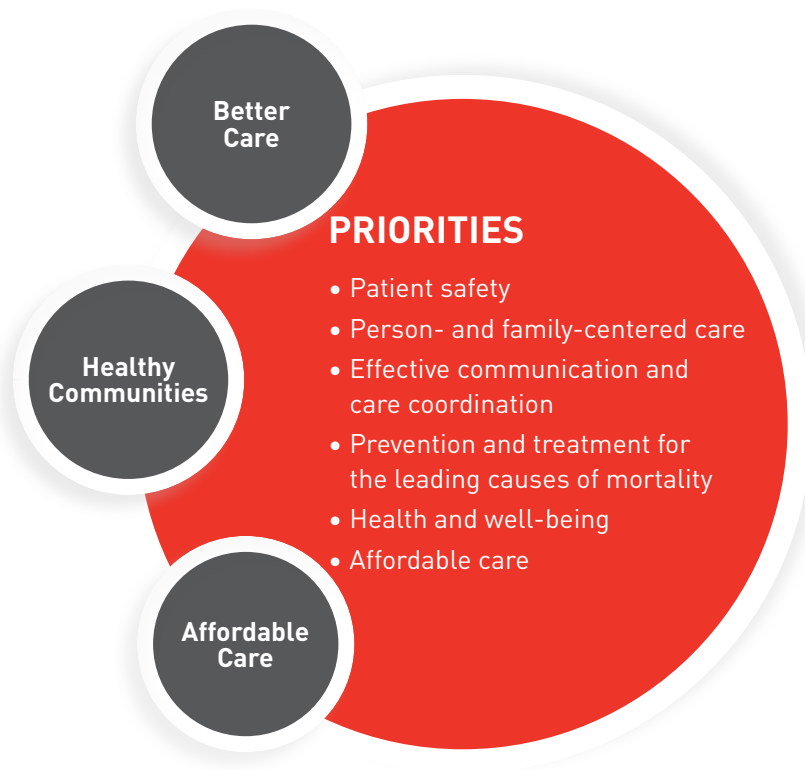 Better
Care
Healthy
Communities
Affordable
Care
PRIORITIES
• Patient safety
• Person- and family-centered care
• Effective communication and
care coordination
• Prevention and treatment for
the leading causes of mortality
• Health and well-being
• Affordable care